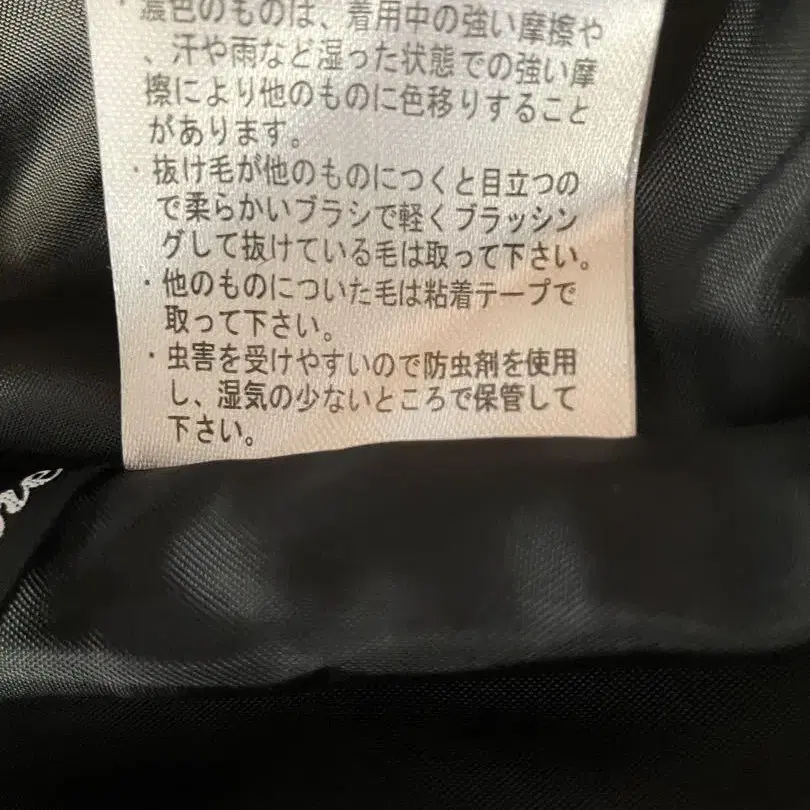 ・濃色のものは、着用中の強い摩擦や
、汗や雨など湿った状態での強い摩
擦により他のものに色移りすること
があります。
・抜け毛が他のものにつくと目立つの
で柔らかいブラシで軽くブラッシン
グして抜けている毛は取って下さい。
・他のものについた毛は粘着テープで
取って下さい。
・虫害を受けやすいので防虫剤を使用
し、湿気の少ないところで保管して
下さい。